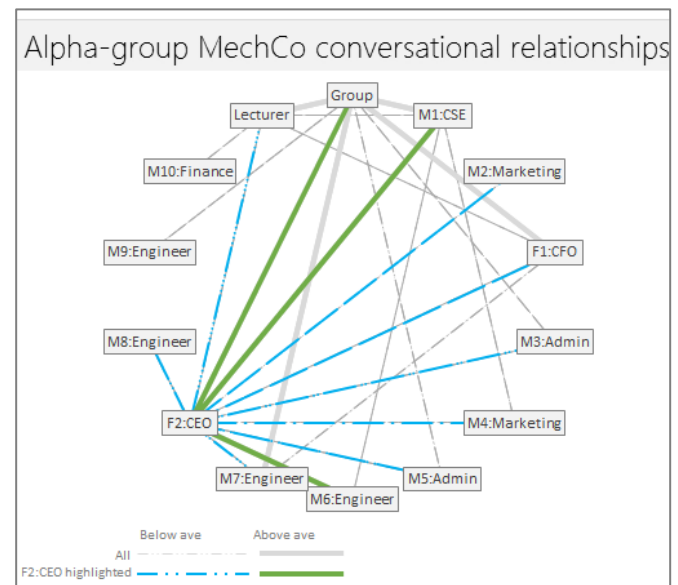 Alpha-group MechCo conversational relationships
Group
Lecturer
M1:CSE
M10:Finance
M2:Marketing
M9:Engineer
F1:CFO
M8:Engineer
M3:Admin
F2:CEO
M4:Marketing
M7:Engineer
M5:Admin
M6:Engineer
Below ave Above ave
All
F2:CEO highlighted